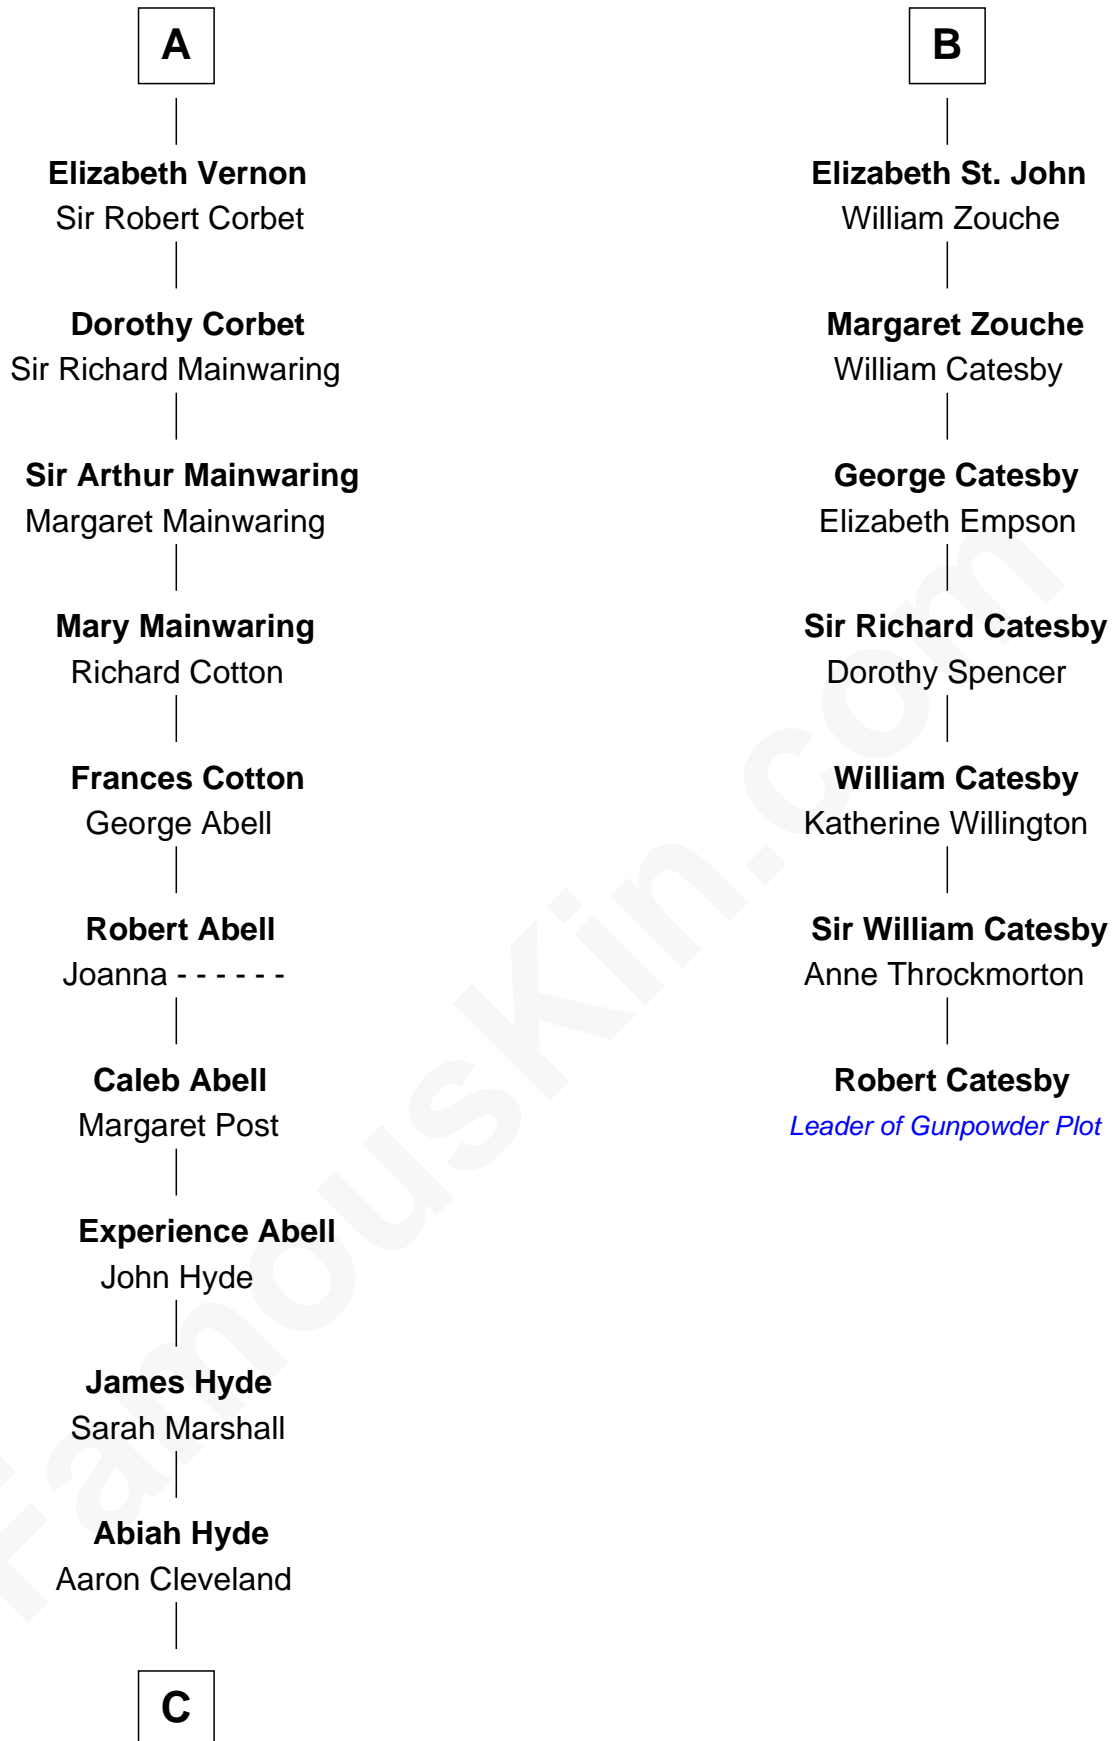 A
Elizabeth Vernon
Sir Robert Corbet
Dorothy Corbet
Sir Richard Mainwaring
Sir Arthur Mainwaring
Margaret Mainwaring
Mary Mainwaring
Richard Cotton
Frances Cotton
George Abell
Robert Abell
Joanna - - - - - -
Caleb Abell
Margaret Post
Experience Abell
John Hyde
James Hyde
Sarah Marshall
Abiah Hyde
Aaron Cleveland
C
B
Elizabeth St. John
William Zouche
Margaret Zouche
William Catesby
George Catesby
Elizabeth Empson
Sir Richard Catesby
Dorothy Spencer
William Catesby
Katherine Willington
Sir William Catesby
Anne Throckmorton
Robert Catesby
Leader of Gunpowder Plot
FamousKin.com